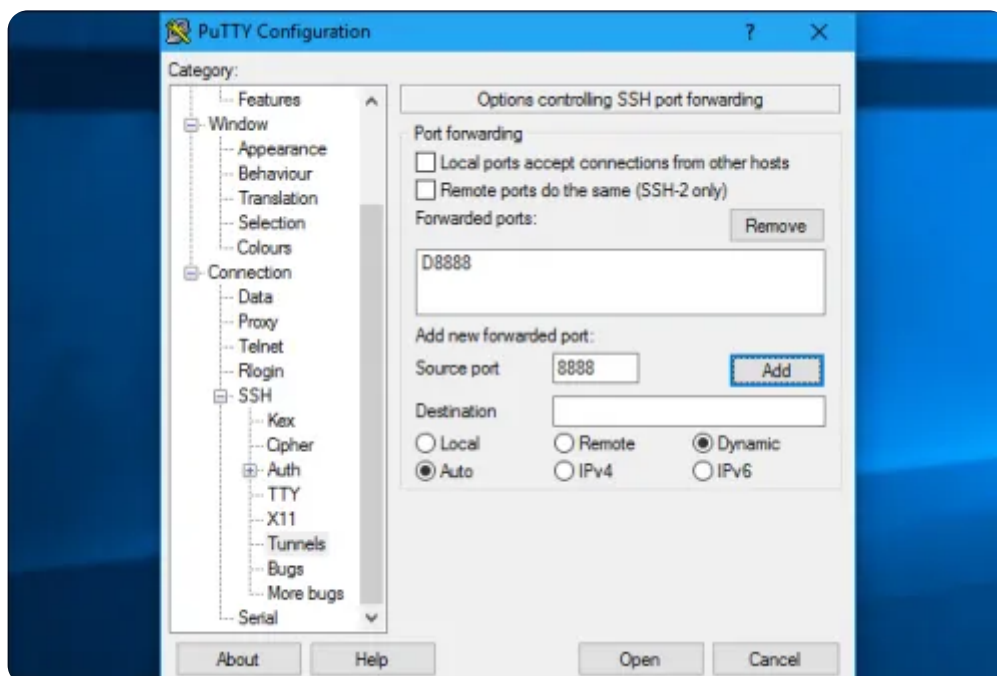 PuTTY Configuration ? ×
Category:
Features
Window
Appearance
Behaviour
Translation
Selection
Colours
Connection
Data
Proxy
Telnet
Rlogin
SSH
Kex
Cipher
Auth
TTY
X11
Tunnels
Bugs
More bugs
Serial
Options controlling SSH port forwarding
Port forwarding
Local ports accept connections from other hosts
Remote ports do the same (SSH-2 only)
Forwarded ports:
Remove
D8888
Add new forwarded port:
Source port 8888 Add
Destination
Local Remote Dynamic
Auto IPv4 IPv6
About Help Open Cancel